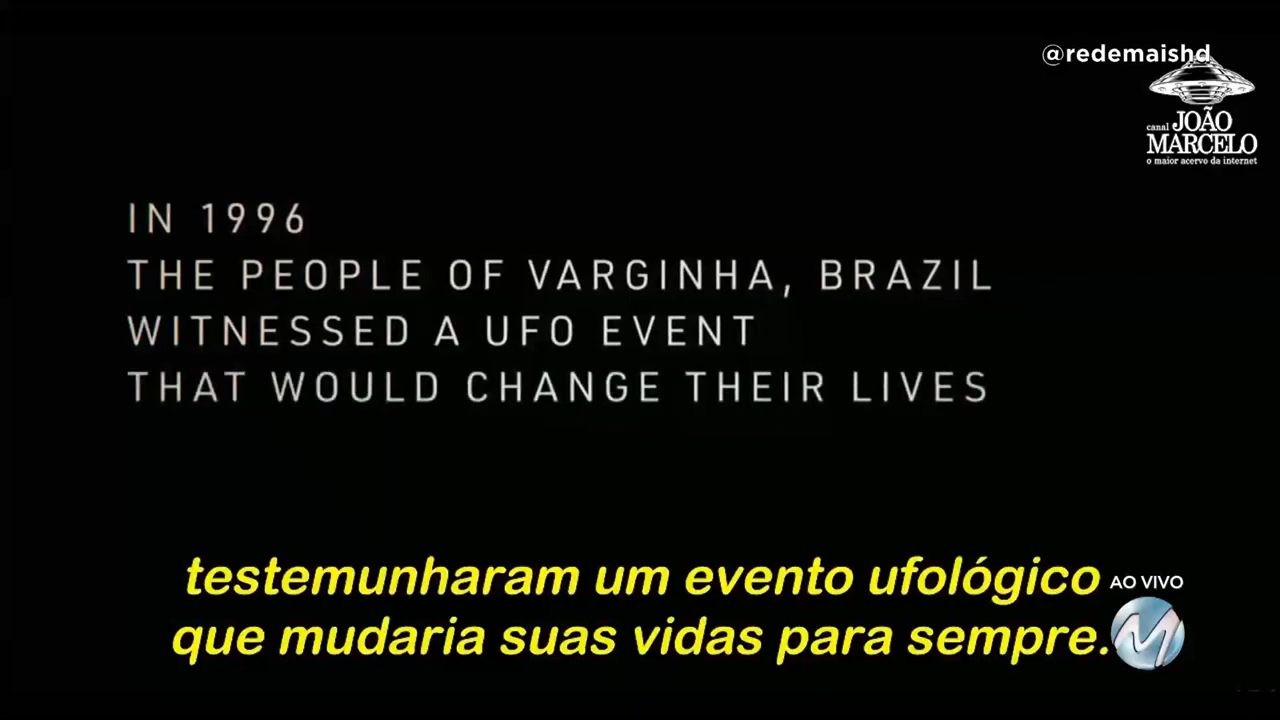 @redemaishd
canal JOÃO
MARCELO
o maior acervo da internet
IN 1996
THE PEOPLE OF VARGINHA, BRAZIL
WITNESSED A UFO EVENT
THAT WOULD CHANGE THEIR LIVES
testemunharam um evento ufológico
que mudaria suas vidas para sempre.
AO VIVO
M